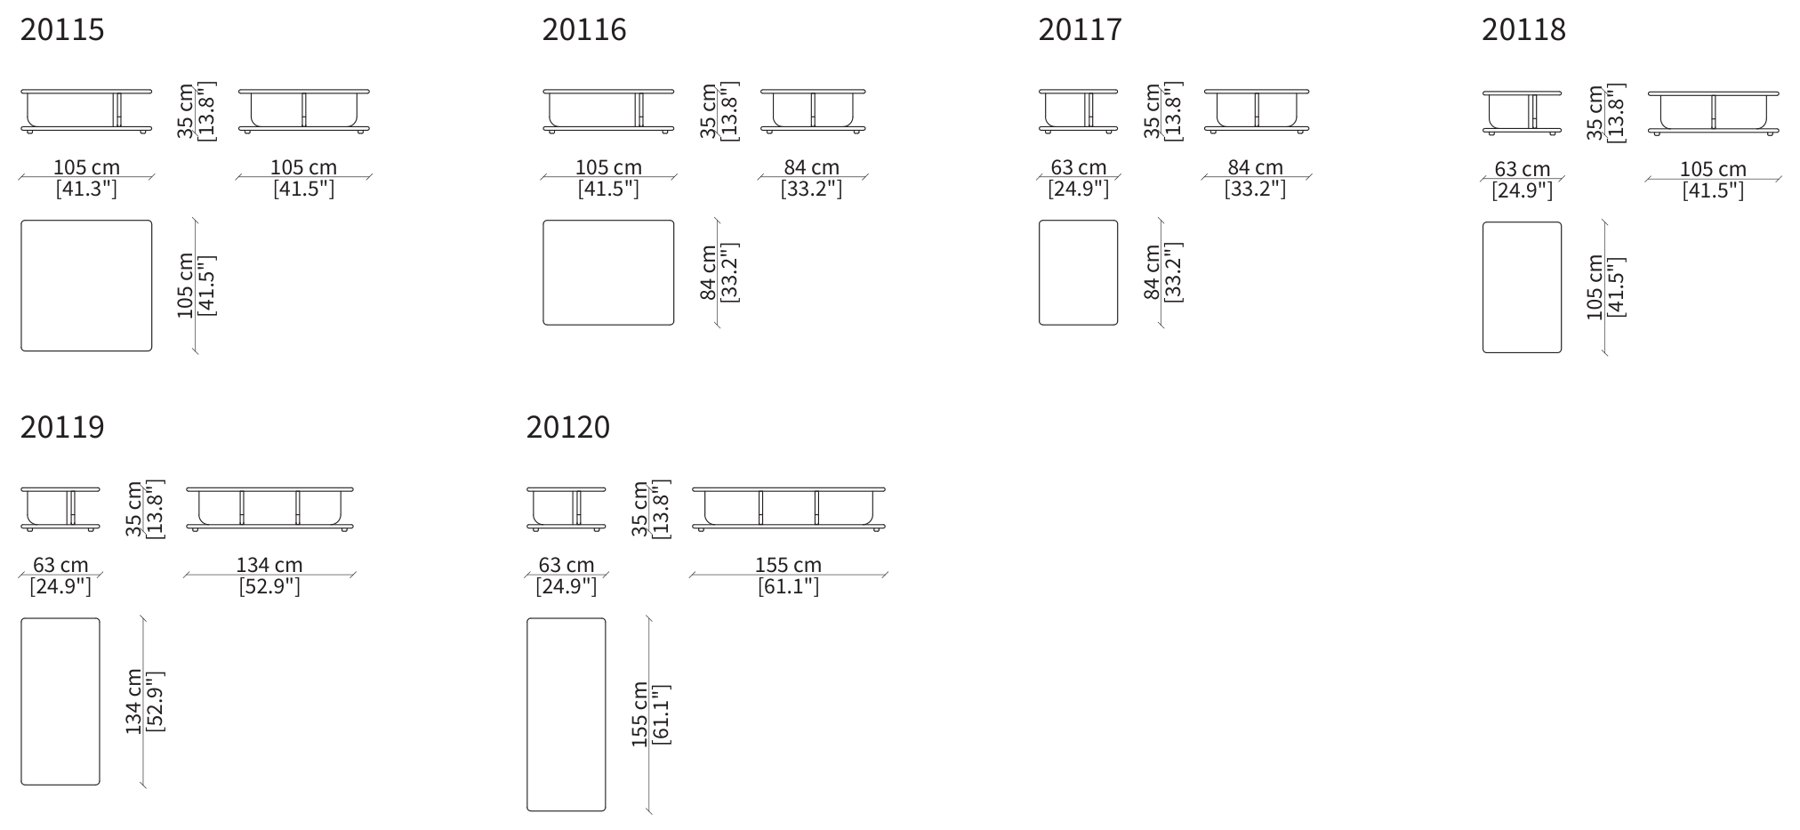 20115
35 cm
[13.8"]
105 cm
[41.3"]
105 cm
[41.5"]
105 cm
[41.5"]
20116
35 cm
[13.8"]
105 cm
[41.5"]
84 cm
[33.2"]
84 cm
[33.2"]
20117
35 cm
[13.8"]
63 cm
[24.9"]
84 cm
[33.2"]
84 cm
[33.2"]
20118
35 cm
[13.8"]
63 cm
[24.9"]
105 cm
[41.5"]
105 cm
[41.5"]
20119
35 cm
[13.8"]
63 cm
[24.9"]
134 cm
[52.9"]
134 cm
[52.9"]
20120
35 cm
[13.8"]
63 cm
[24.9"]
155 cm
[61.1"]
155 cm
[61.1"]